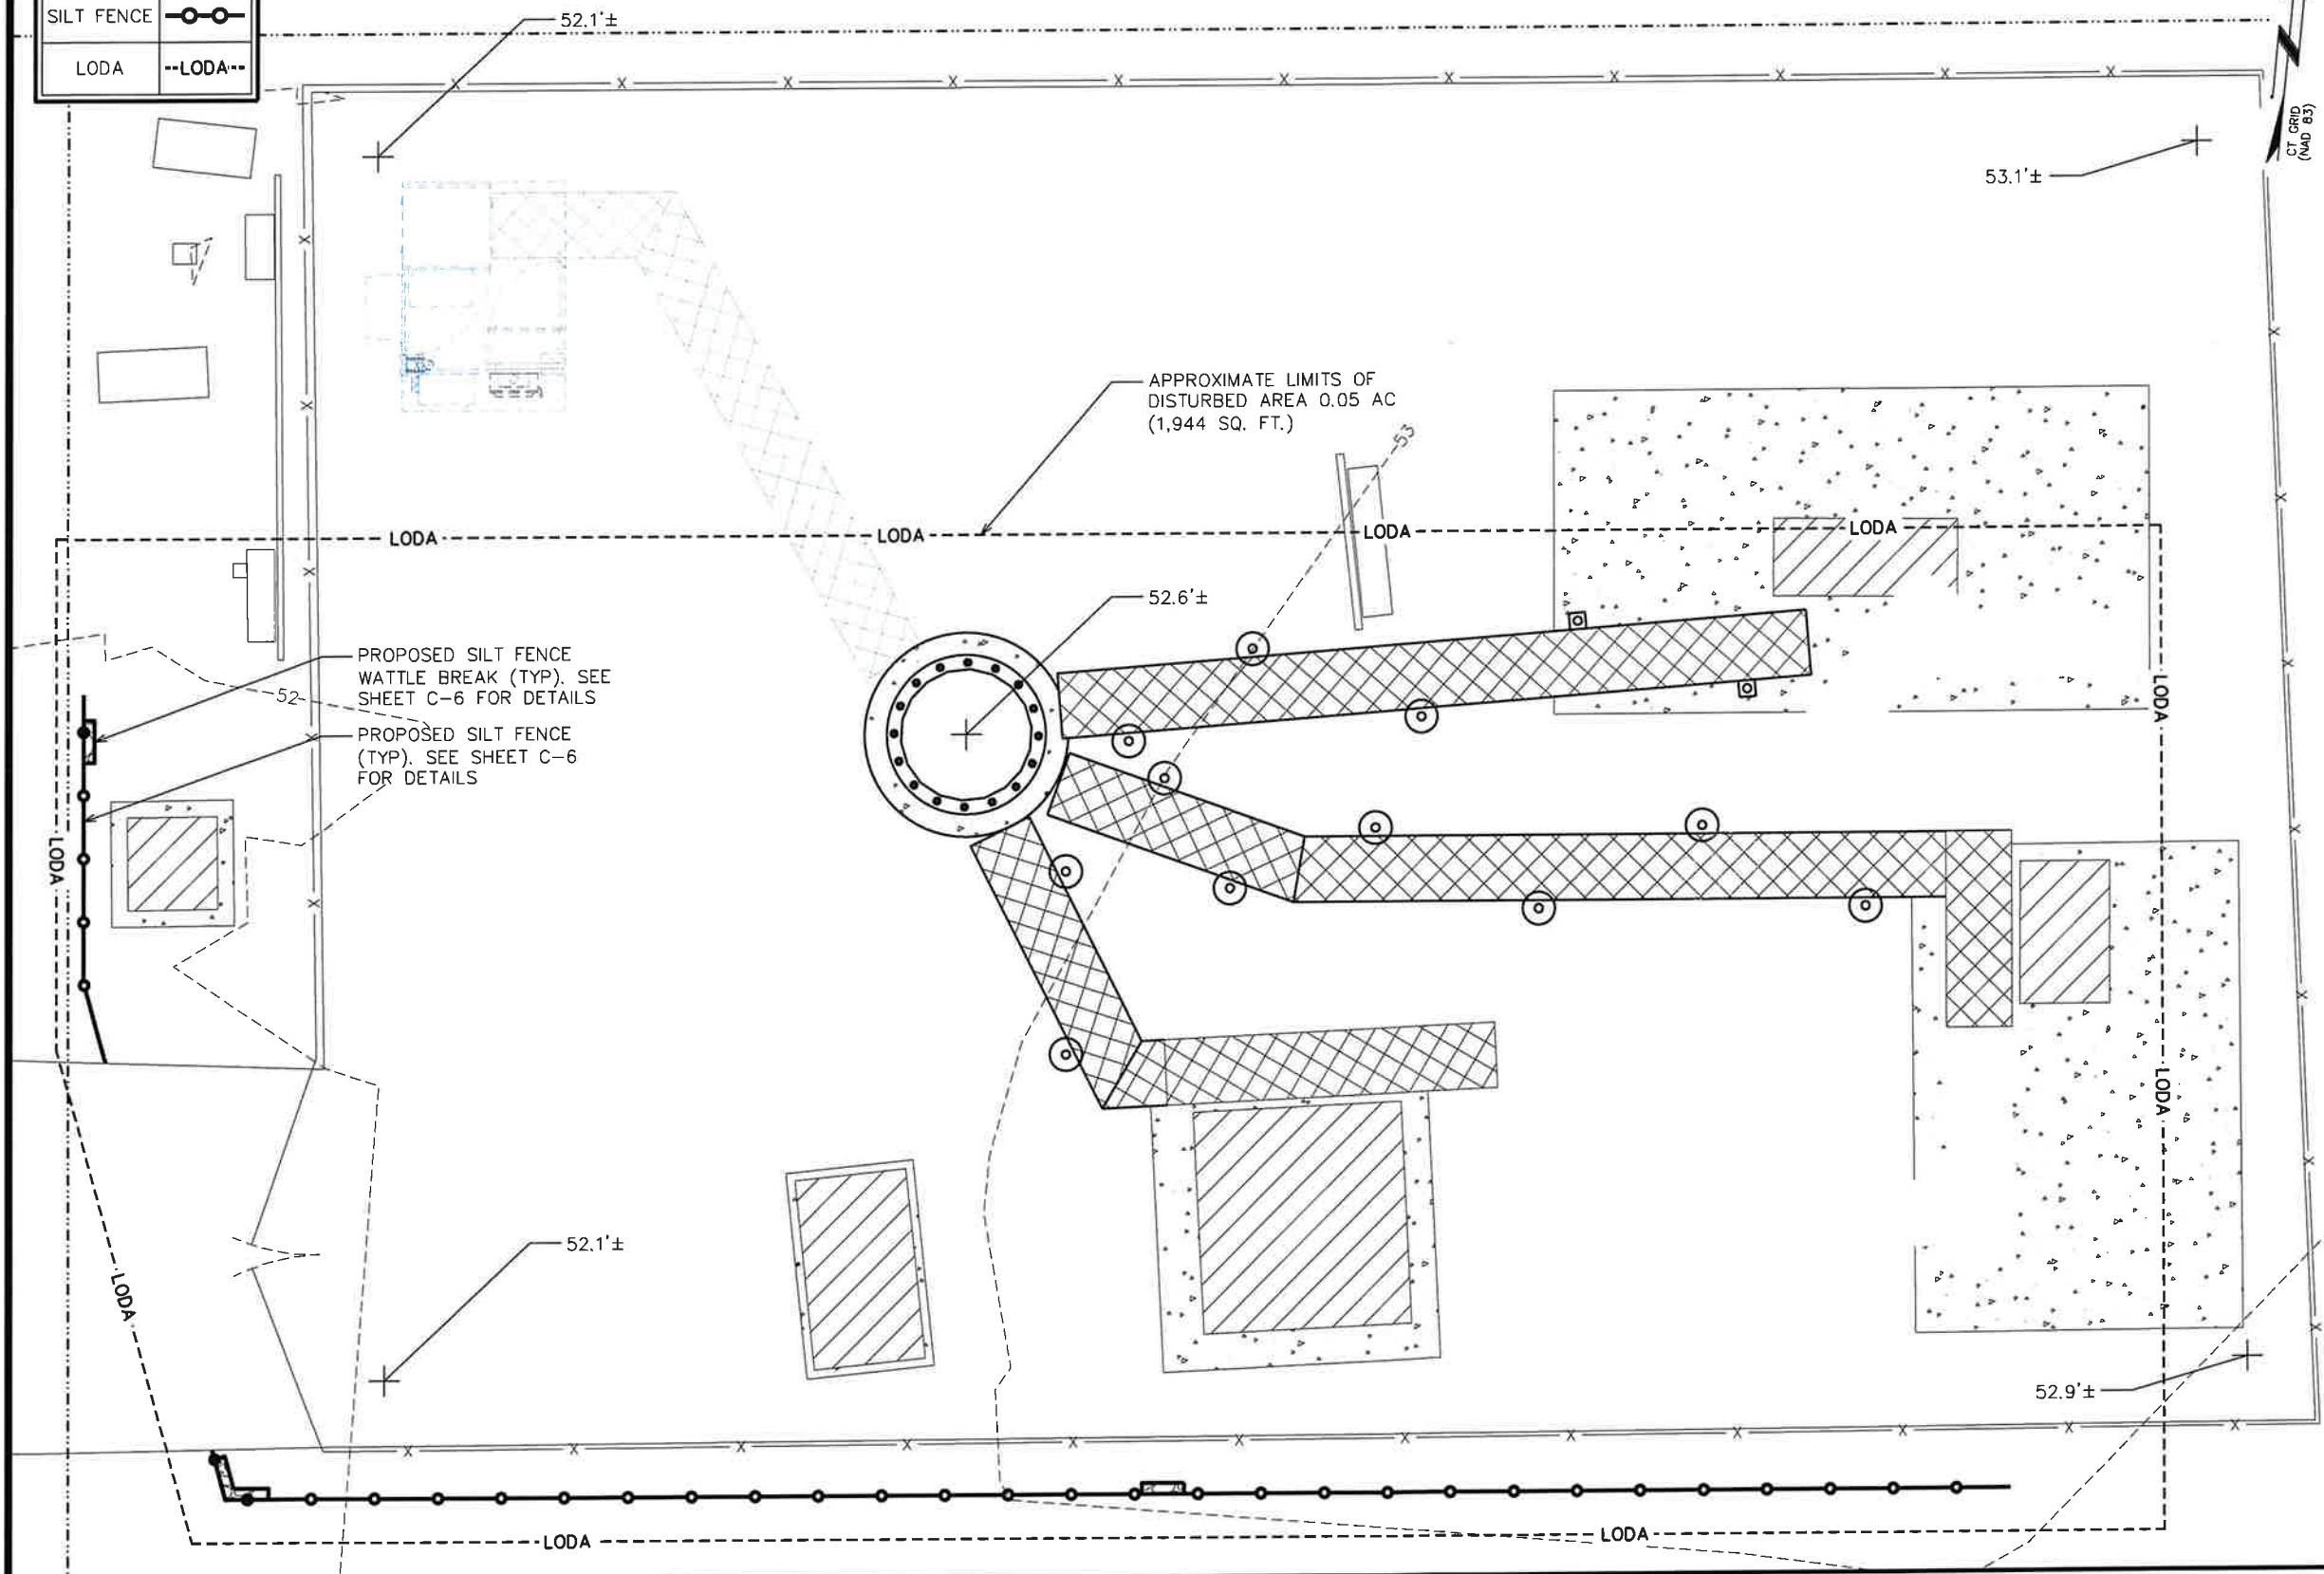 SILT FENCE
LODA --LODA--
52.1'±
CT GRID
(NAD 83)
53.1'±
APPROXIMATE LIMITS OF
DISTURBED AREA 0.05 AC
(1,944 SQ. FT.)
53
LODA LODA LODA LODA
52.6'±
PROPOSED SILT FENCE
WATTLE BREAK (TYP). SEE
SHEET C-6 FOR DETAILS
52
LODA
PROPOSED SILT FENCE
(TYP). SEE SHEET C-6
FOR DETAILS
LODA
LODA
52.1'±
LODA
52.9'±
LODA LODA